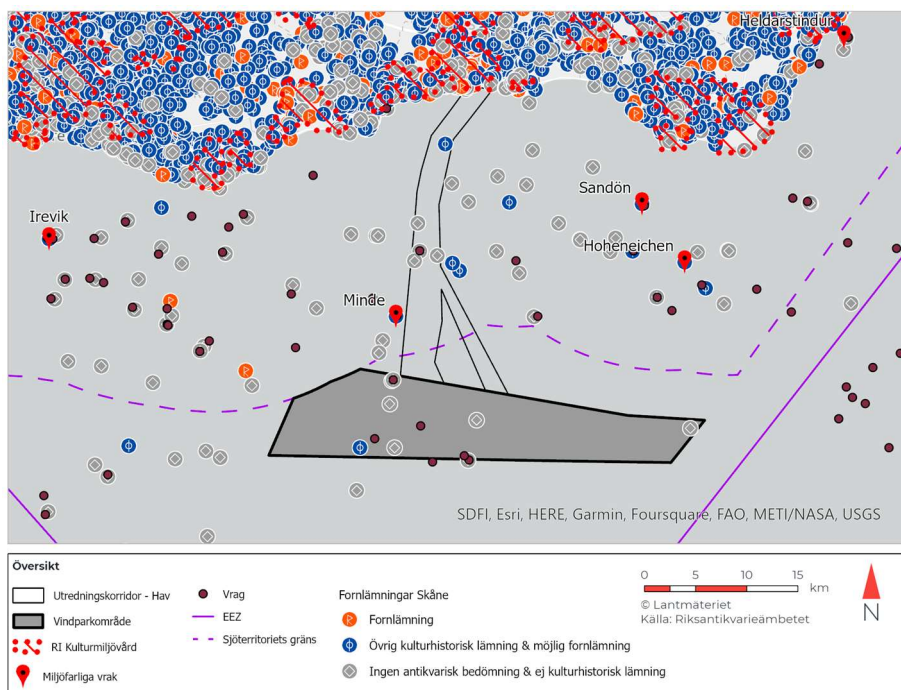 Heldarstindur
Sandön
Irevik
Hoheneichen
Minde
SDFI, Esri, HERE, Garmin, Foursquare, FAO, METI/NASA, USGS
Översikt
Utredningskorridor - Hav
Vindparkområde
RI Kulturmiljövård
Miljöfarliga vrak
Vrag
EEZ
Sjöterritoriets gräns
Fornlämningar Skåne
Fornlämning
Övrig kulturhistorisk lämning & möjlig fornlämning
Ingen antikvarisk bedömning & ej kulturhistorisk lämning
0 5 10 15
km
© Lantmäteriet
Källa: Riksantikvarieämbetet
N